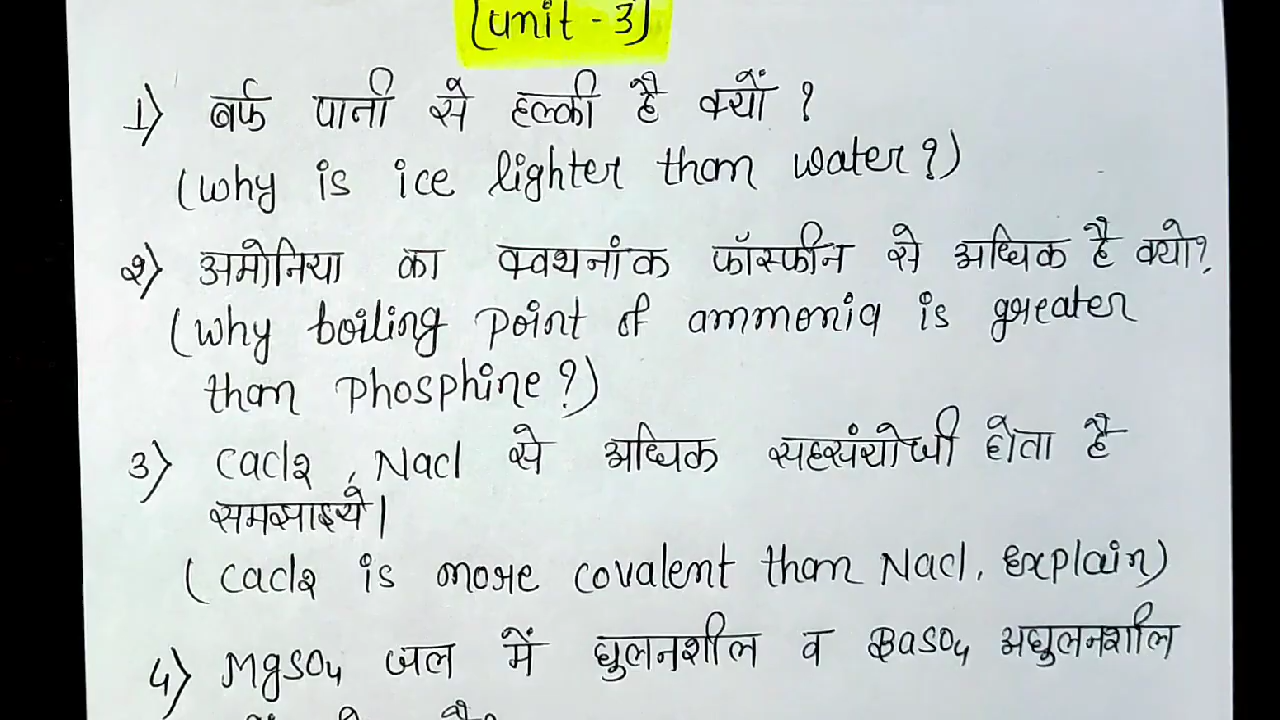 [Unit - 3]
1) बर्फ पानी से हल्की है क्यों ?
(why is ice lighter than water?)
2) अमोनिया का क्वथनांक फॉस्फीन से अधिक है क्यो?
(why boiling point of ammonia is greater
than phosphine?)
3) cacl2, Nacl से अधिक सहसंयोजी होता है
समझाइये।
(cacl2 is more covalent than Nacl. Explain)
4) MgSO4 जल में घुलनशील व BaSO4 अघुलनशील